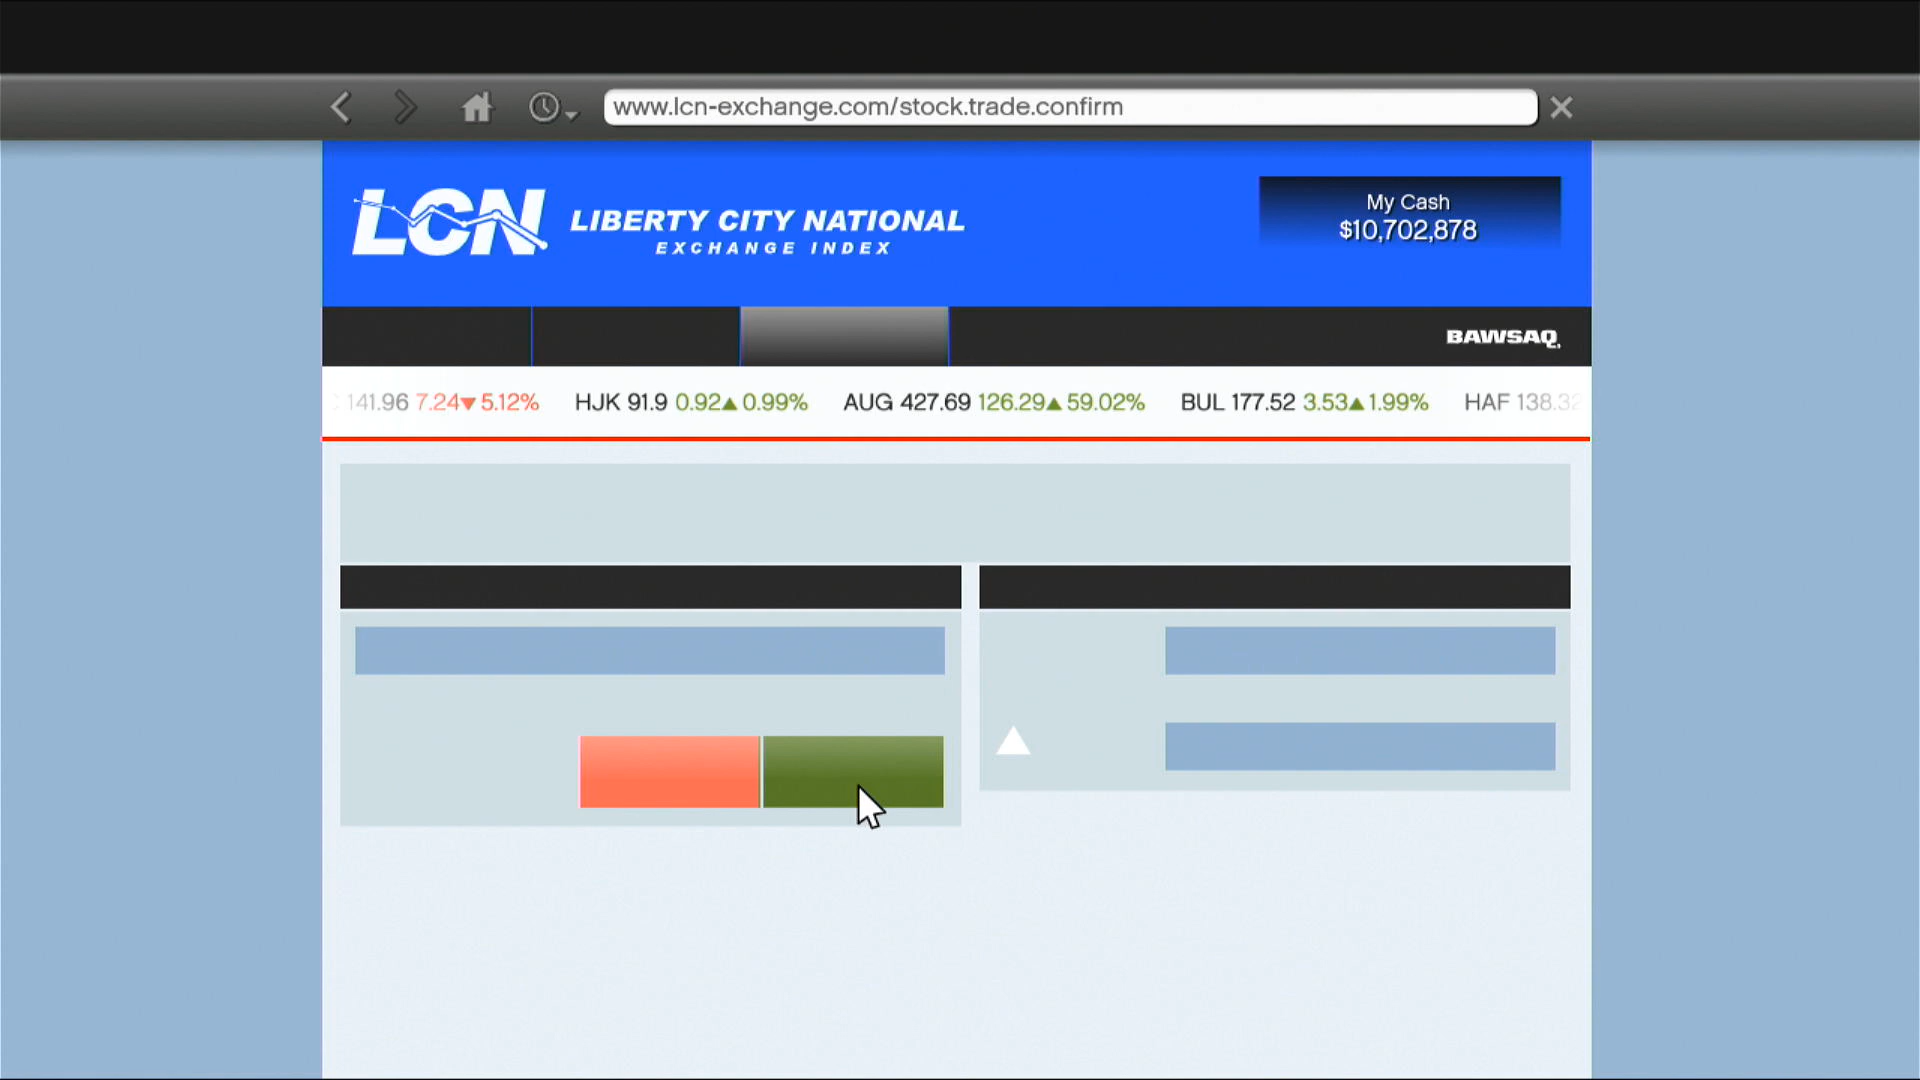 www.lcn-exchange.com/stock.trade.confirm
LCN LIBERTY CITY NATIONAL
EXCHANGE INDEX
My Cash
$10,702,878
BAWSAQ
141.96 7.24▼5.12% HJK 91.9 0.92▲0.99% AUG 427.69 126.29▲59.02% BUL 177.52 3.53▲1.99% HAF 138.32